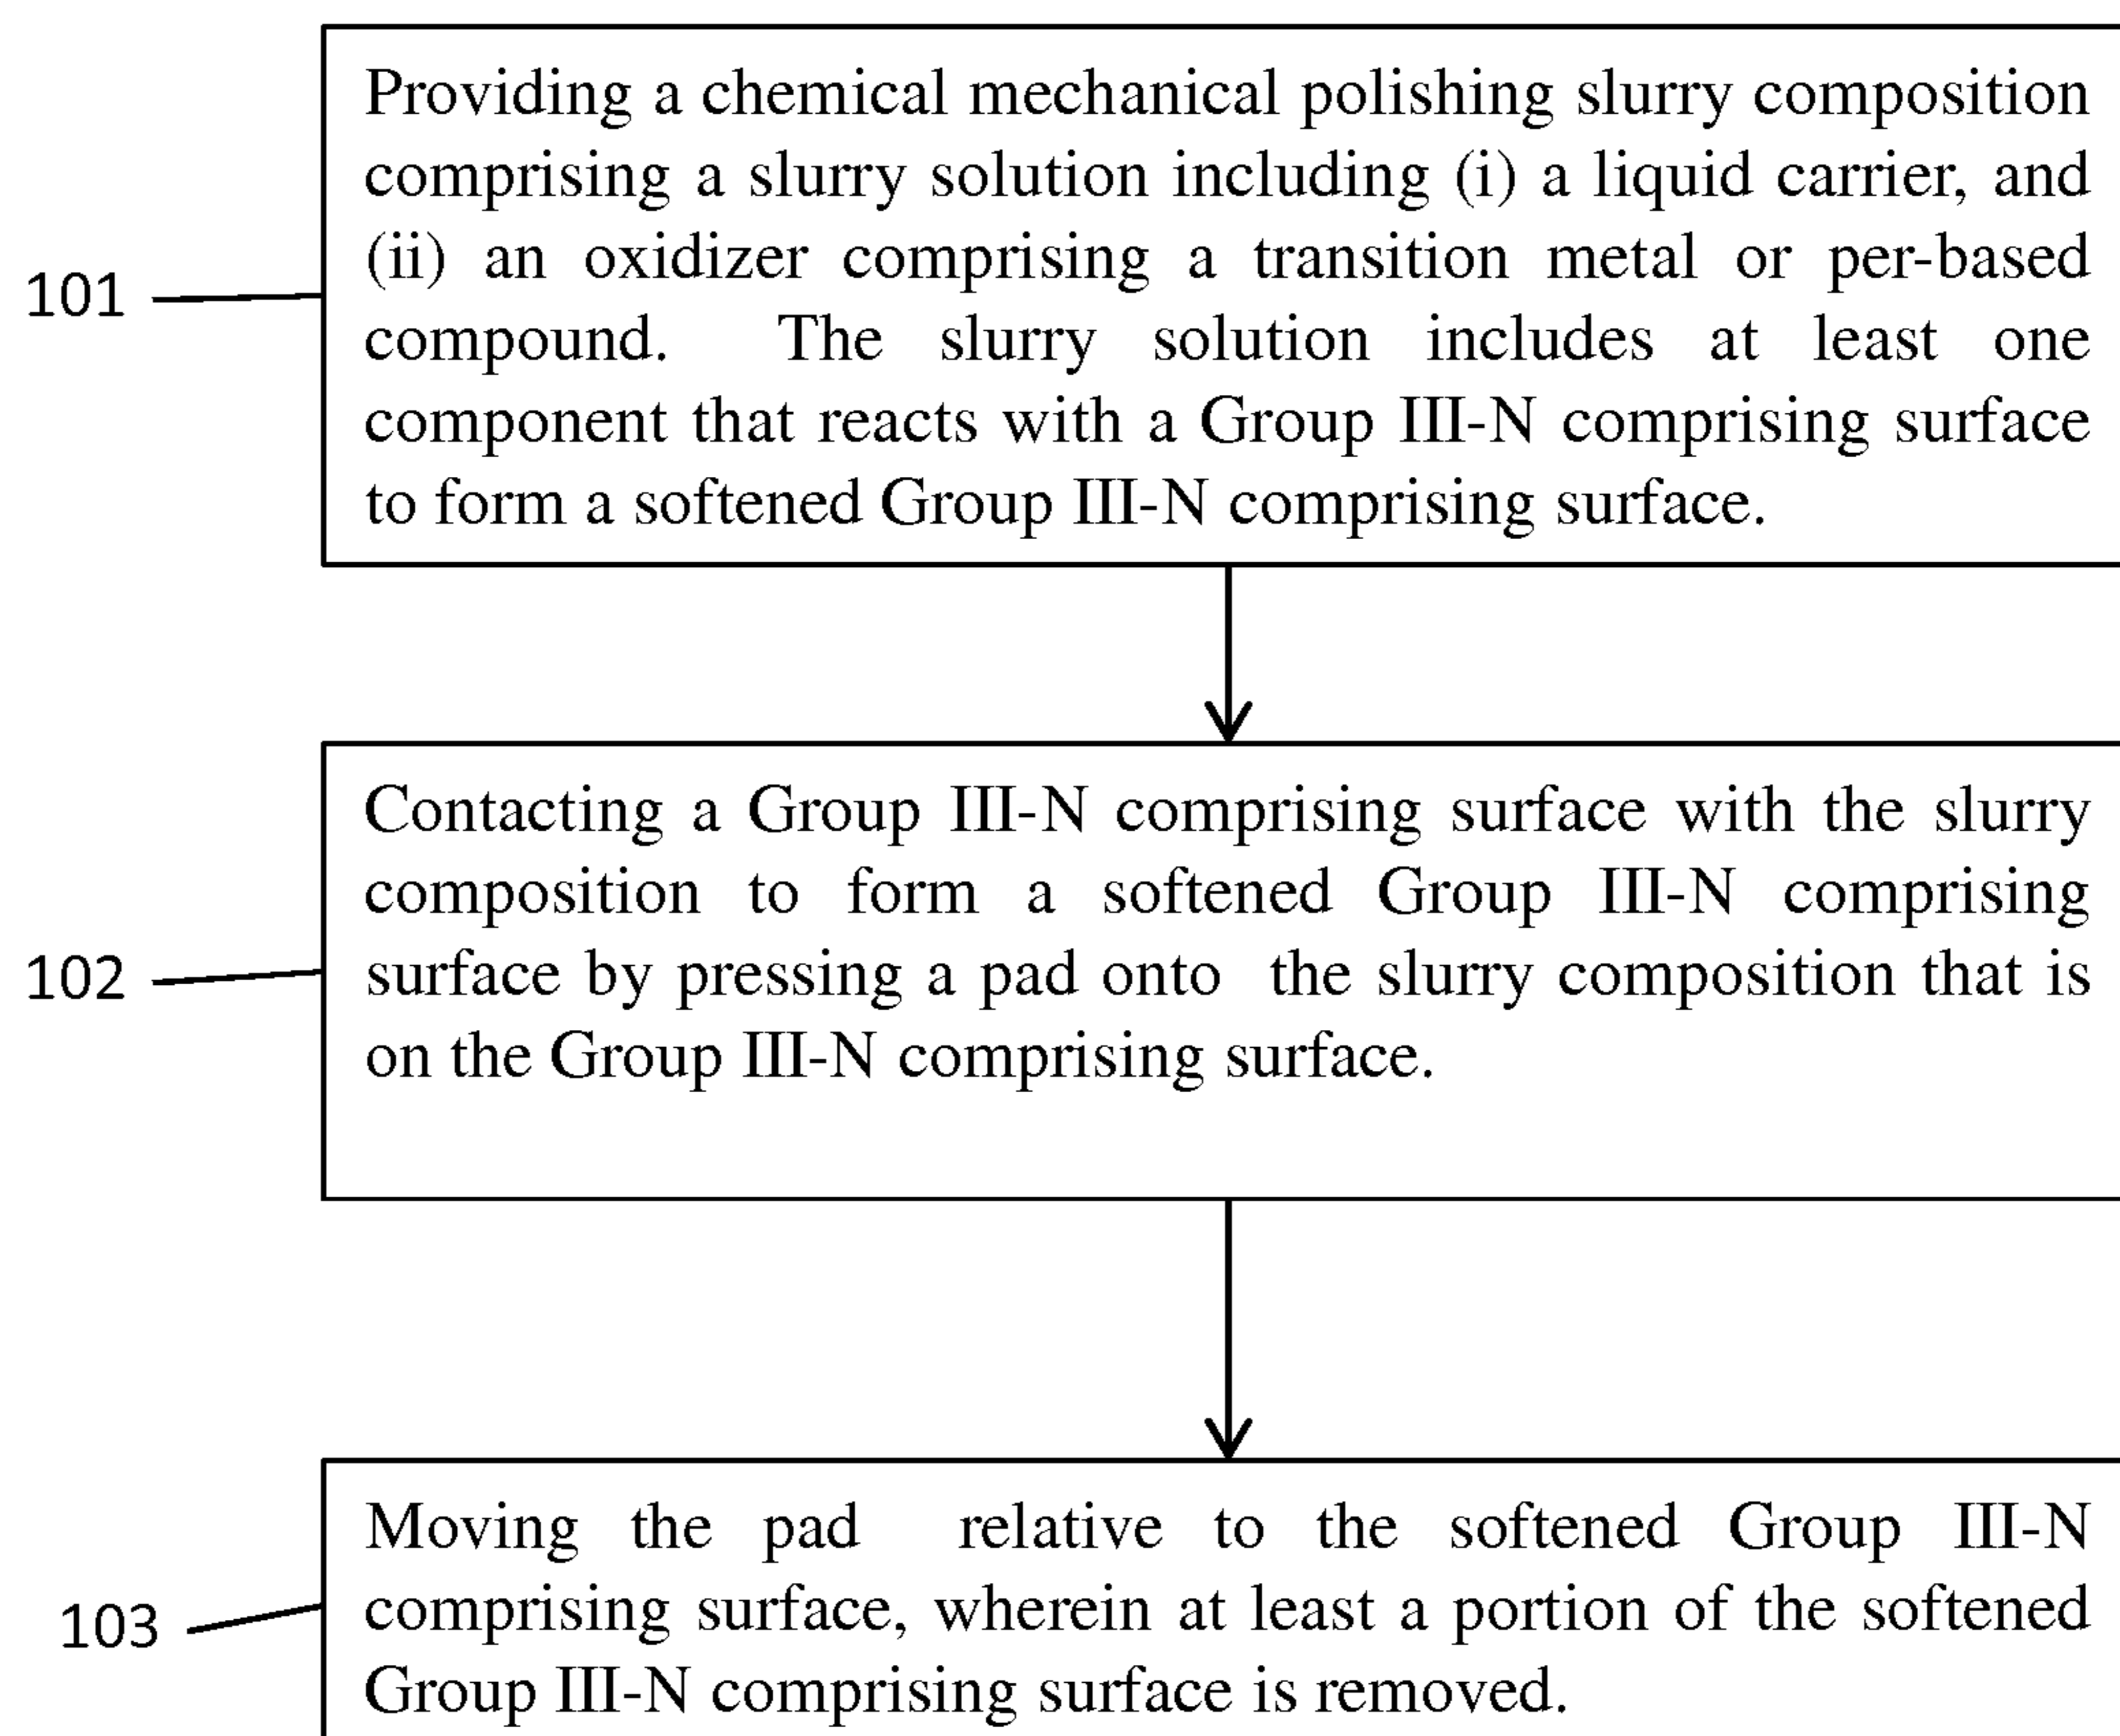 Providing a chemical mechanical polishing slurry composition
comprising a slurry solution including (i) a liquid carrier, and
(ii) an oxidizer comprising a transition metal or per-based
101
compound. The slurry solution includes at least one
component that reacts with a Group III-N comprising surface
to form a softened Group III-N comprising surface.
Contacting a Group III-N comprising surface with the slurry
composition to form a softened Group III-N comprising
102
surface by pressing a pad onto the slurry composition that is
on the Group III-N comprising surface.
Moving the pad relative to the softened Group III-N
103
comprising surface, wherein at least a portion of the softened
Group III-N comprising surface is removed.